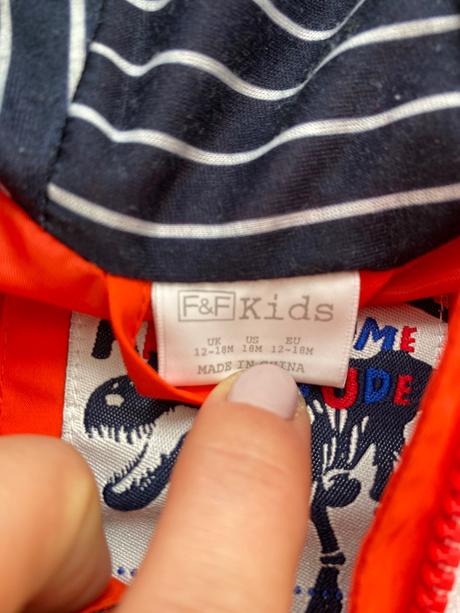 F&F Kids
UK US EU
12-18M 18M 12-18M
MADE IN CHINA
ME
UDE